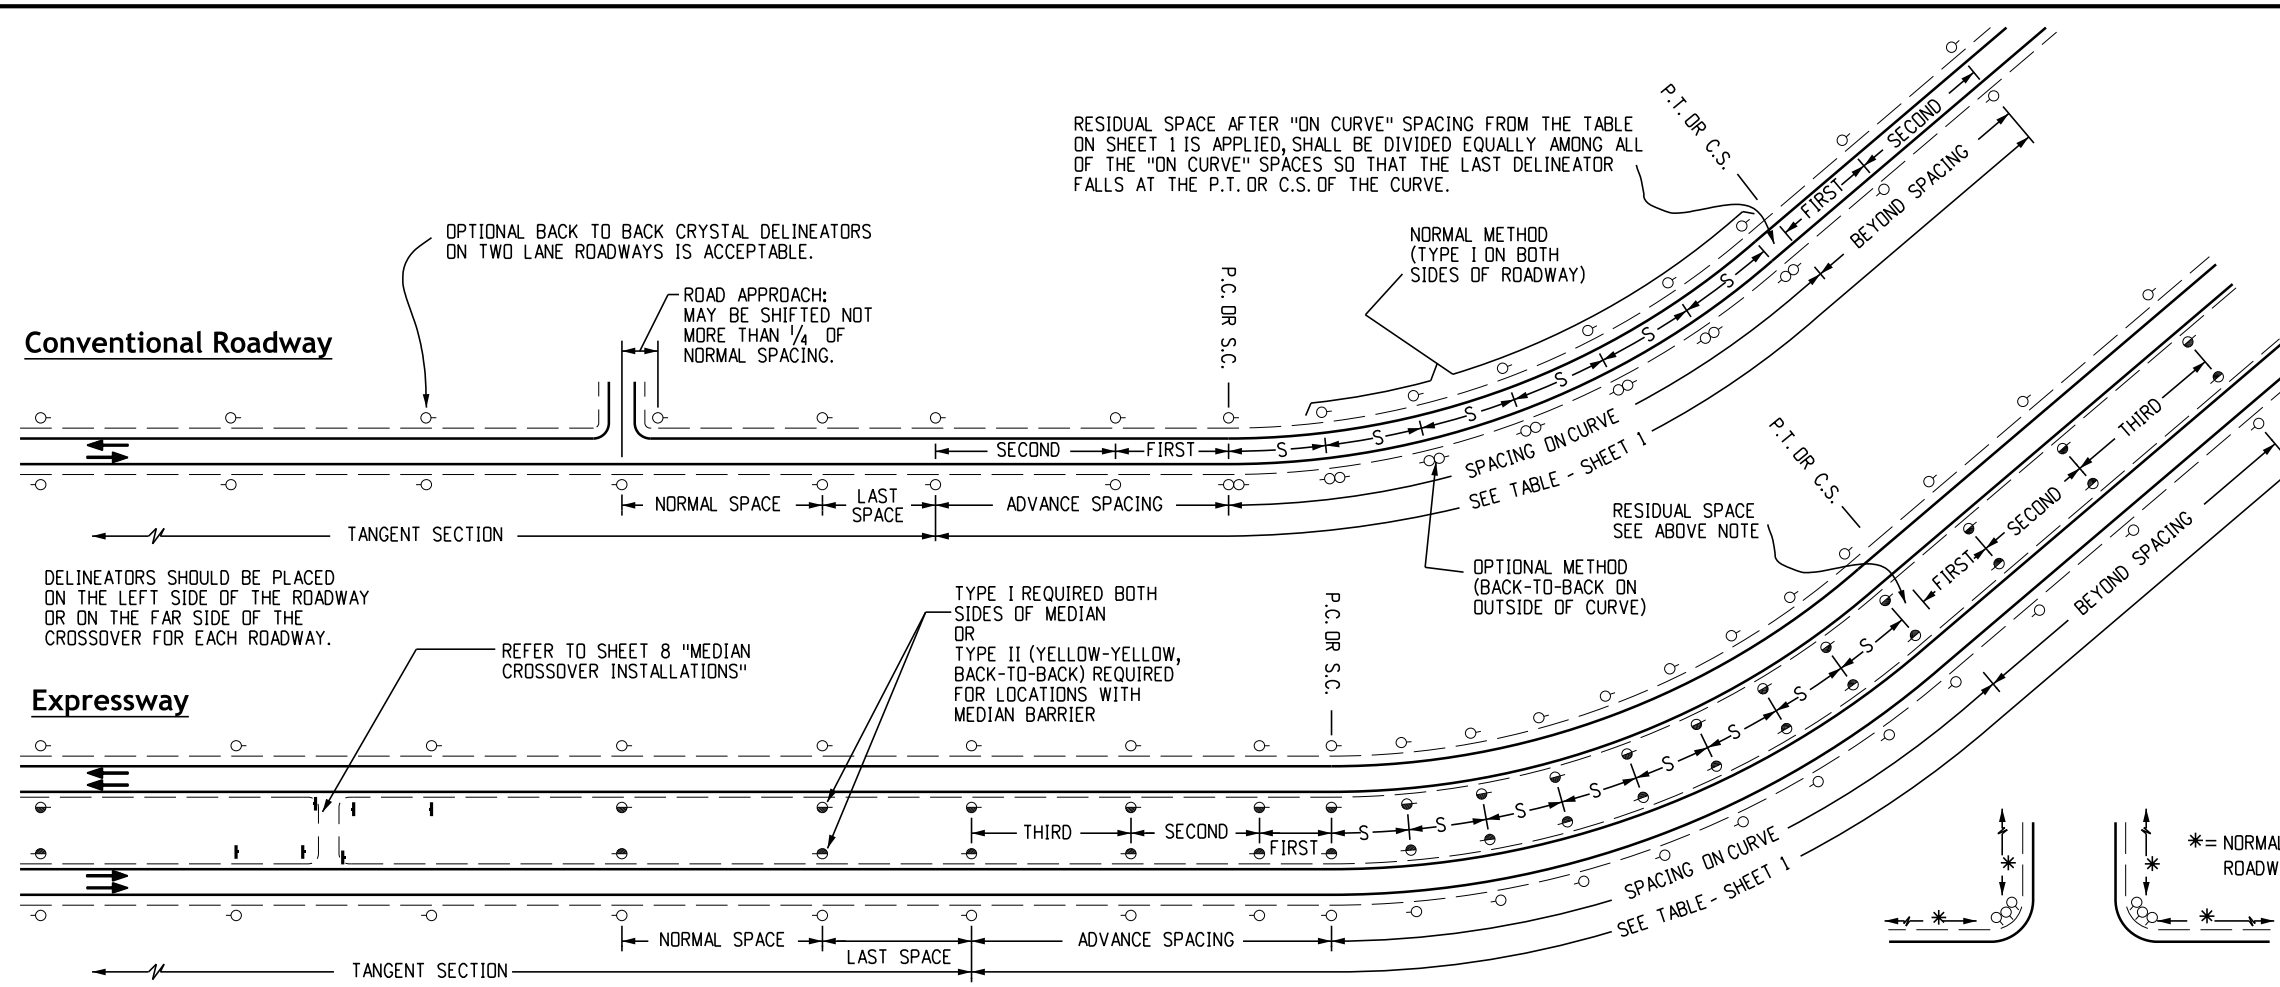 P.T. OR C.S.
RESIDUAL SPACE AFTER "ON CURVE" SPACING FROM THE TABLE
ON SHEET 1 IS APPLIED, SHALL BE DIVIDED EQUALLY AMONG ALL
OF THE "ON CURVE" SPACES SO THAT THE LAST DELINEATOR
FALLS AT THE P.T. OR C.S. OF THE CURVE.
SECOND
FIRST
BEYOND SPACING
OPTIONAL BACK TO BACK CRYSTAL DELINEATORS
ON TWO LANE ROADWAYS IS ACCEPTABLE.
NORMAL METHOD
(TYPE I ON BOTH
SIDES OF ROADWAY)
P.C. OR S.C.
ROAD APPROACH:
MAY BE SHIFTED NOT
MORE THAN 1/4 OF
NORMAL SPACING.
Conventional Roadway
SECOND
FIRST
S
S
S
S
S
S
NORMAL SPACE
LAST
SPACE
ADVANCE SPACING
SPACING ON CURVE
SEE TABLE - SHEET 1
TANGENT SECTION
P.T. OR C.S.
RESIDUAL SPACE
SEE ABOVE NOTE
OPTIONAL METHOD
(BACK-TO-BACK ON
OUTSIDE OF CURVE)
DELINEATORS SHOULD BE PLACED
ON THE LEFT SIDE OF THE ROADWAY
OR ON THE FAR SIDE OF THE
CROSSOVER FOR EACH ROADWAY.
REFER TO SHEET 8 "MEDIAN
CROSSOVER INSTALLATIONS"
TYPE I REQUIRED BOTH
SIDES OF MEDIAN
OR
TYPE II (YELLOW-YELLOW,
BACK-TO-BACK) REQUIRED
FOR LOCATIONS WITH
MEDIAN BARRIER
P.C. OR S.C.
Expressway
THIRD
SECOND
FIRST
BEYOND SPACING
THIRD
SECOND
FIRST
S
S
S
S
S
S
S
S
NORMAL SPACE
LAST SPACE
ADVANCE SPACING
SPACING ON CURVE
SEE TABLE - SHEET 1
TANGENT SECTION
*
*
*
*
*= NORMAL
ROADW